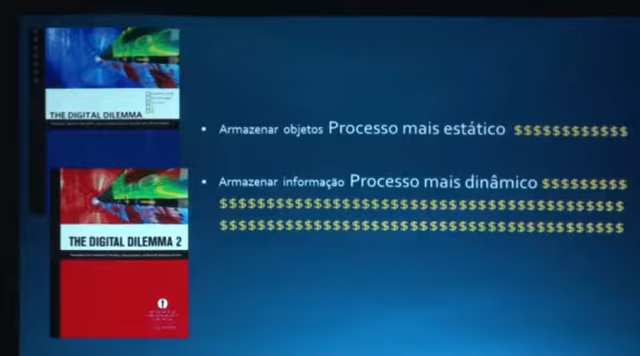 THE DIGITAL DILEMMA
• Armazenar objetos Processo mais estático $$$$$$$$$$$$
• Armazenar informação Processo mais dinâmico $$$$$$$$$
$$$$$$$$$$$$$$$$$$$$$$$$$$$$$$$$$$$$$$$$$$$
$$$$$$$$$$$$$$$$$$$$$$$$$$$$$$$$$$$$$$$$$$$
THE DIGITAL DILEMMA 2